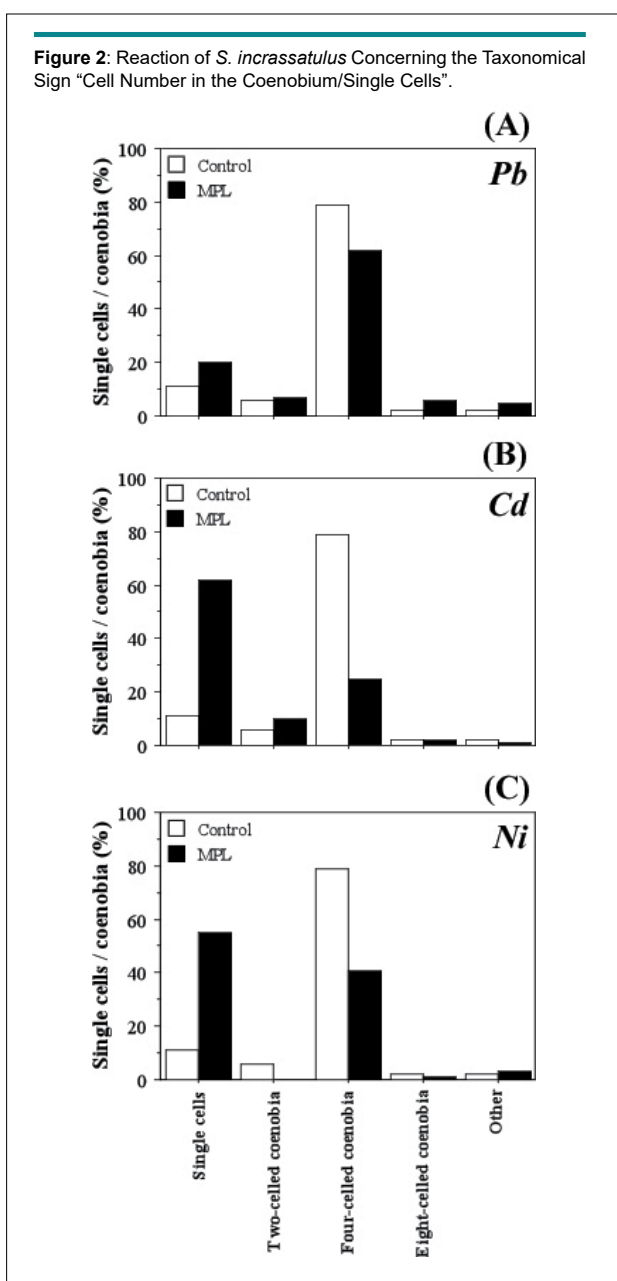 Figure 2: Reaction of S. incrassatulus Concerning the Taxonomical
Sign “Cell Number in the Coenobium/Single Cells”.
(A)
Pb
Control
MPL
Single cells / coenobia (%)
100
80
60
40
20
0
(B)
Cd
Control
MPL
Single cells / coenobia (%)
100
80
60
40
20
0
(C)
Ni
Control
MPL
Single cells / coenobia (%)
100
80
60
40
20
0
Single cells
Two-celled coenobia
Four-celled coenobia
Eight-celled coenobia
Other